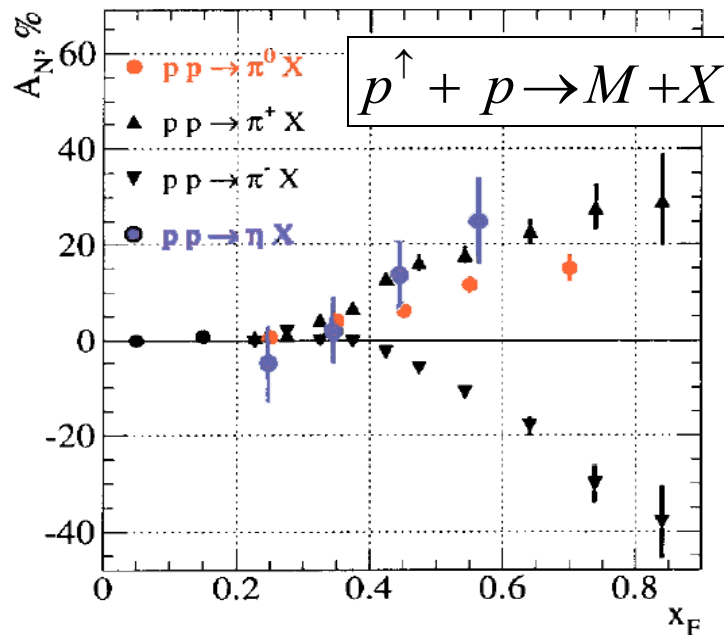 A_N, %
60
40
20
0
-20
-40
p p → π⁰ X
p p → π⁺ X
p p → π⁻ X
p p → η X
p↑ + p → M + X
0 0.2 0.4 0.6 0.8
x_F